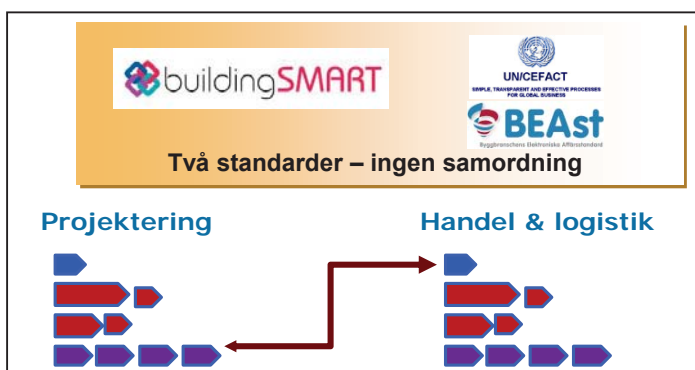 buildingSMART
UN/CEFACT
SIMPLE, TRANSPARENT AND EFFECTIVE PROCESSES
FOR GLOBAL BUSINESS
BEAst
Byggbranschens Elektroniska Affärsstandard
Två standarder – ingen samordning
Projektering
Handel & logistik